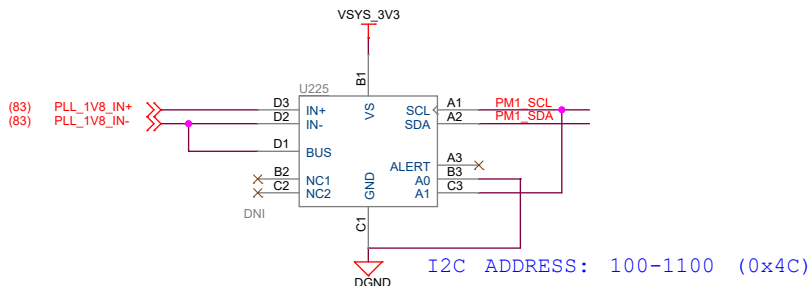 VSYS_3V3
U225
B1
VS
(83) PLL_1V8_IN+
(83) PLL_1V8_IN-
D3 IN+
D2 IN-
D1 BUS
B2 NC1
C2 NC2
SCL A1 PM1_SCL
SDA A2 PM1_SDA
ALERT A3
A0 B3
A1 C3
GND
C1
DNI
DGND
I2C ADDRESS: 100-1100 (0x4C)